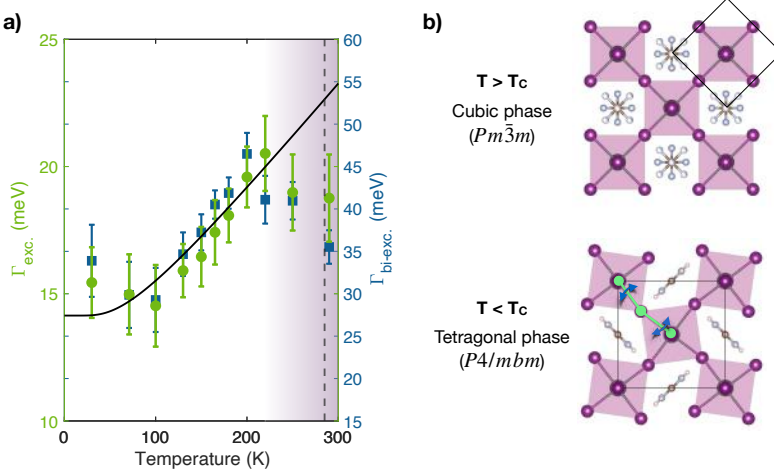 a)
25
20
15
10
Γexc. (meV)
60
55
50
45
40
35
30
25
20
15
Γbi-exc. (meV)
0
100
200
300
Temperature (K)
b)
T > TC
Cubic phase
(Pm3̅m)
T < TC
Tetragonal phase
(P4/mbm)